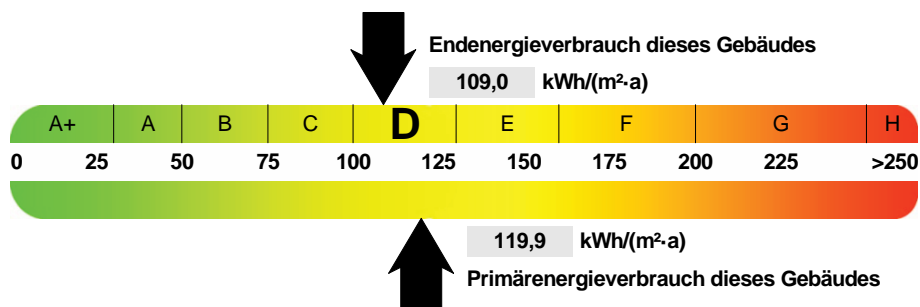 Endenergieverbrauch dieses Gebäudes
109,0 kWh/(m²·a)
A+ A B C D E F G H
0 25 50 75 100 125 150 175 200 225 >250
119,9 kWh/(m²·a)
Primärenergieverbrauch dieses Gebäudes